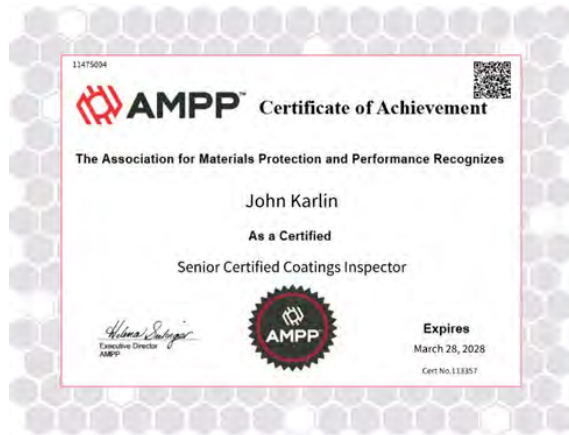 11475094
AMPP™ Certificate of Achievement
The Association for Materials Protection and Performance Recognizes
John Karlin
As a Certified
Senior Certified Coatings Inspector
Executive Director
AMPP
AMPP
Expires
March 28, 2028
Cert No.113357